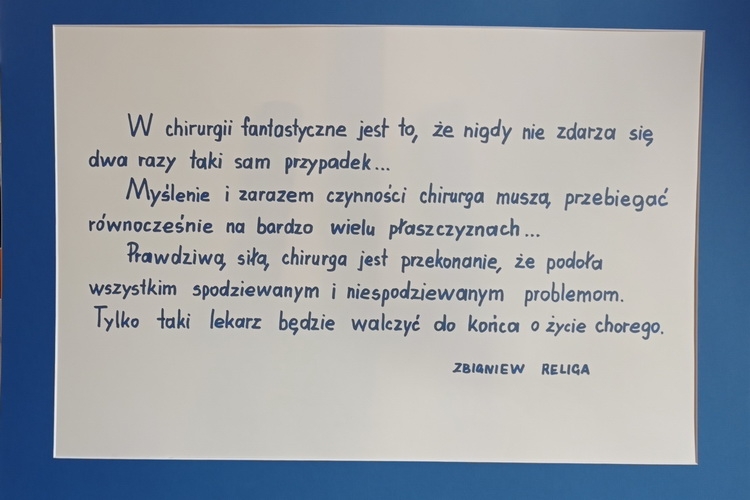 W chirurgii fantastyczne jest to, że nigdy nie zdarza się
dwa razy taki sam przypadek...
Myślenie i zarazem czynności chirurga muszą przebiegać
równocześnie na bardzo wielu płaszczyznach...
Prawdziwą siłą chirurga jest przekonanie, że podoła
wszystkim spodziewanym i niespodziewanym problemom.
Tylko taki lekarz będzie walczyć do końca o życie chorego.
ZBIGNIEW RELIGA